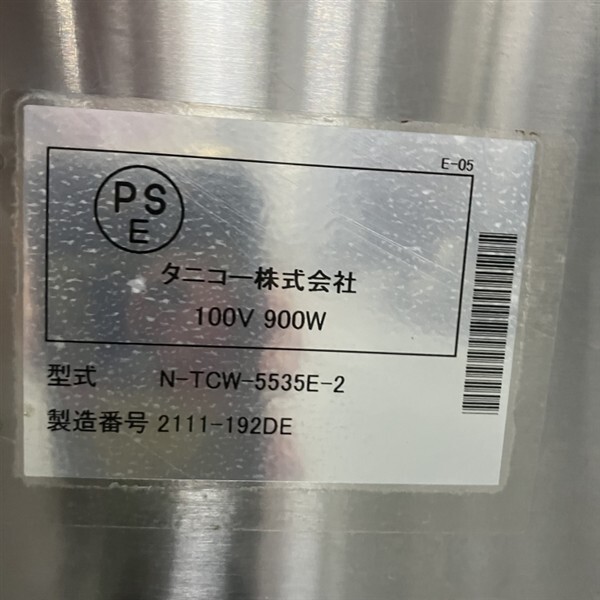 E-05
PS
E
タニコー株式会社
100V 900W
型式 N-TCW-5535E-2
製造番号 2111-192DE